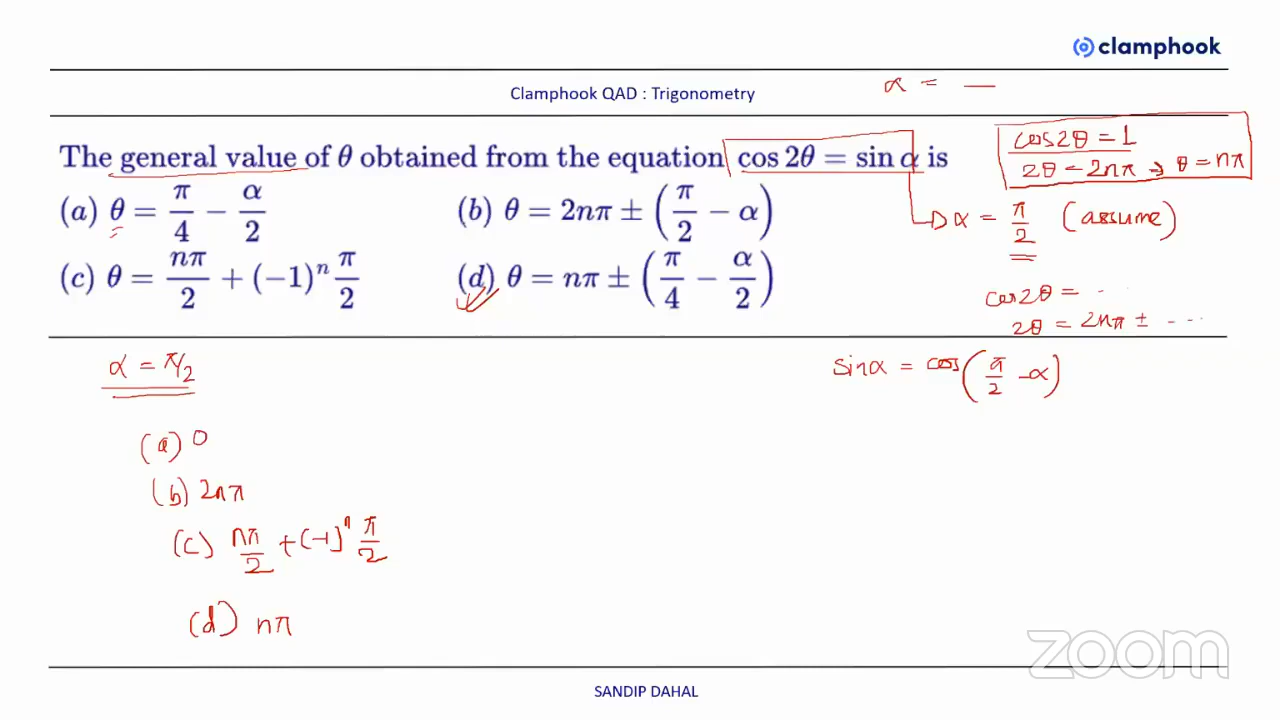 clamphook
Clamphook QAD : Trigonometry
α = —
The general value of θ obtained from the equation cos 2θ = sin α is
(a) θ = π/4 − α/2
(b) θ = 2nπ ± (π/2 − α)
(c) θ = nπ/2 + (−1)^n π/2
(d) θ = nπ ± (π/4 − α/2)
cos2θ = 1
2θ = 2nπ → θ = nπ
α = π/2 (assume)
cos2θ = ...
2θ = 2nπ ± ...
sinα = cos(π/2 − α)
α = π/2
(a) 0
(b) 2nπ
(c) nπ/2 + (−1)^n π/2
(d) nπ
zoom
SANDIP DAHAL